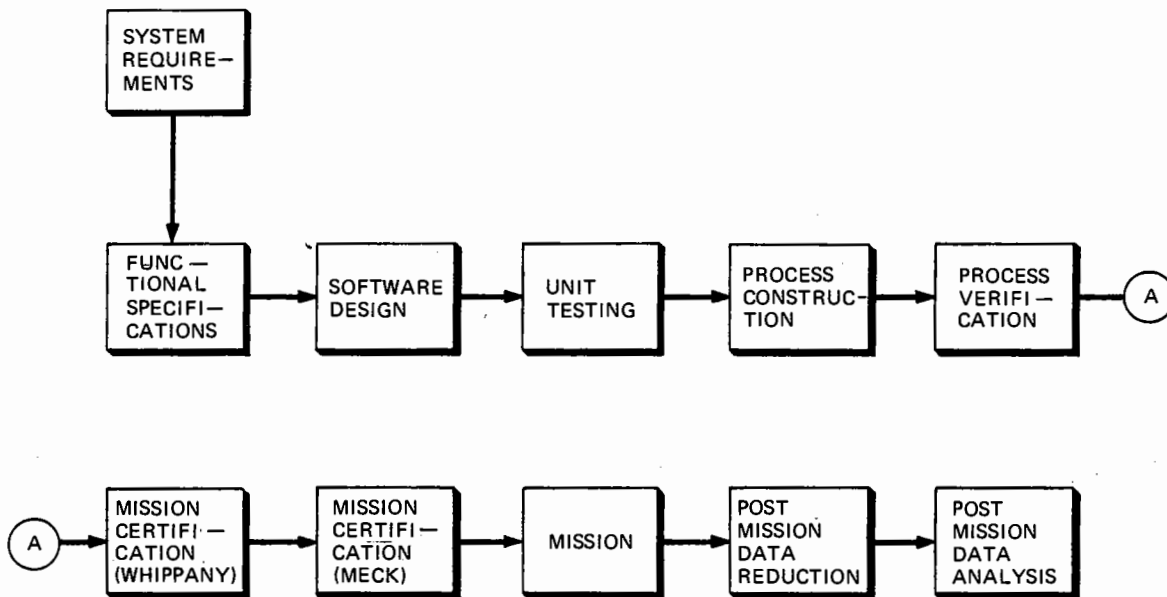 SYSTEM
REQUIRE—
MENTS
FUNC—
TIONAL
SPECIFI—
CATIONS
SOFTWARE
DESIGN
UNIT
TESTING
PROCESS
CONSTRUC-
TION
PROCESS
VERIFI—
CATION
A
A
MISSION
CERTIFI—
CATION
(WHIPPANY)
MISSION
CERTIFI—
CATION
(MECK)
MISSION
POST
MISSION
DATA
REDUCTION
POST
MISSION
DATA
ANALYSIS